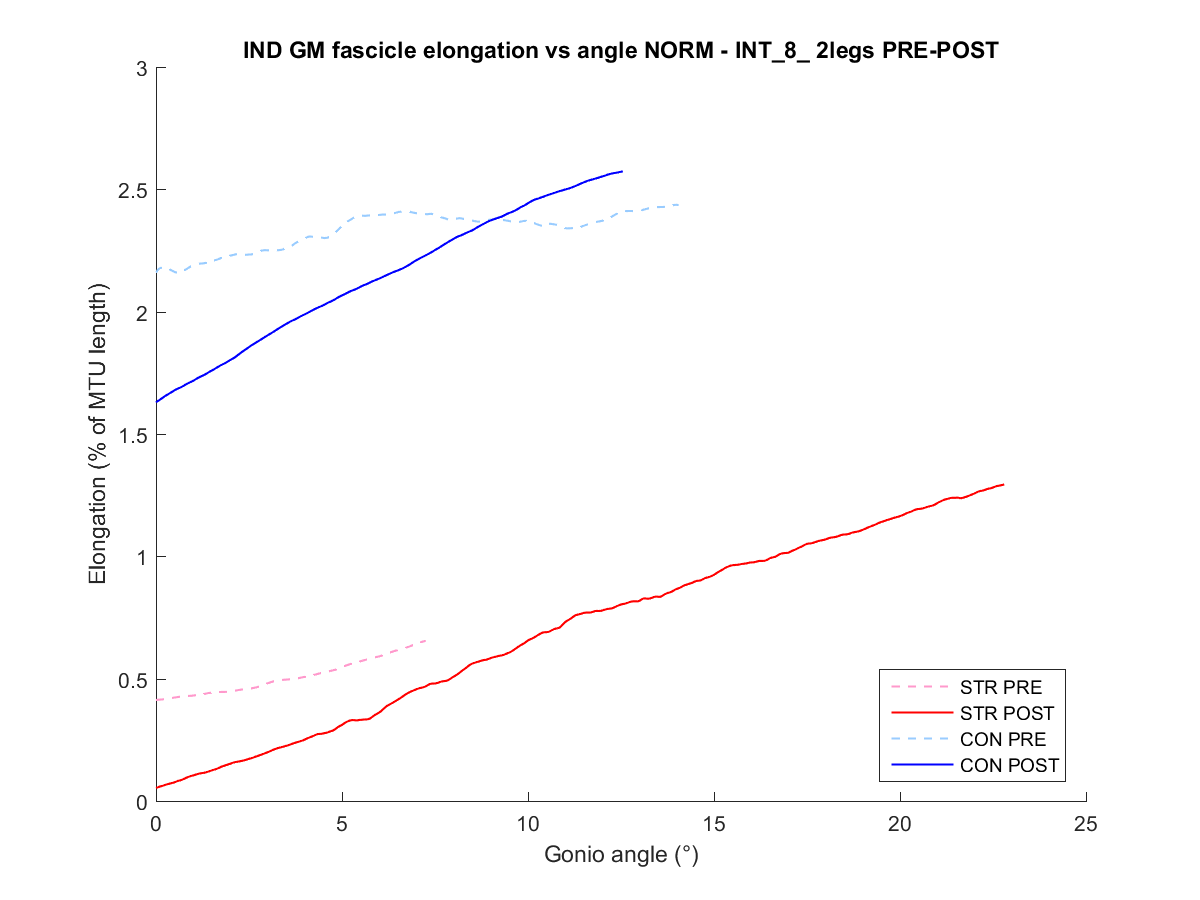 IND GM fascicle elongation vs angle NORM - INT_8_ 2legs PRE-POST
3
2.5
2
1.5
1
0.5
0
Elongation (% of MTU length)
0 5 10 15 20 25
Gonio angle (°)
STR PRE
STR POST
CON PRE
CON POST